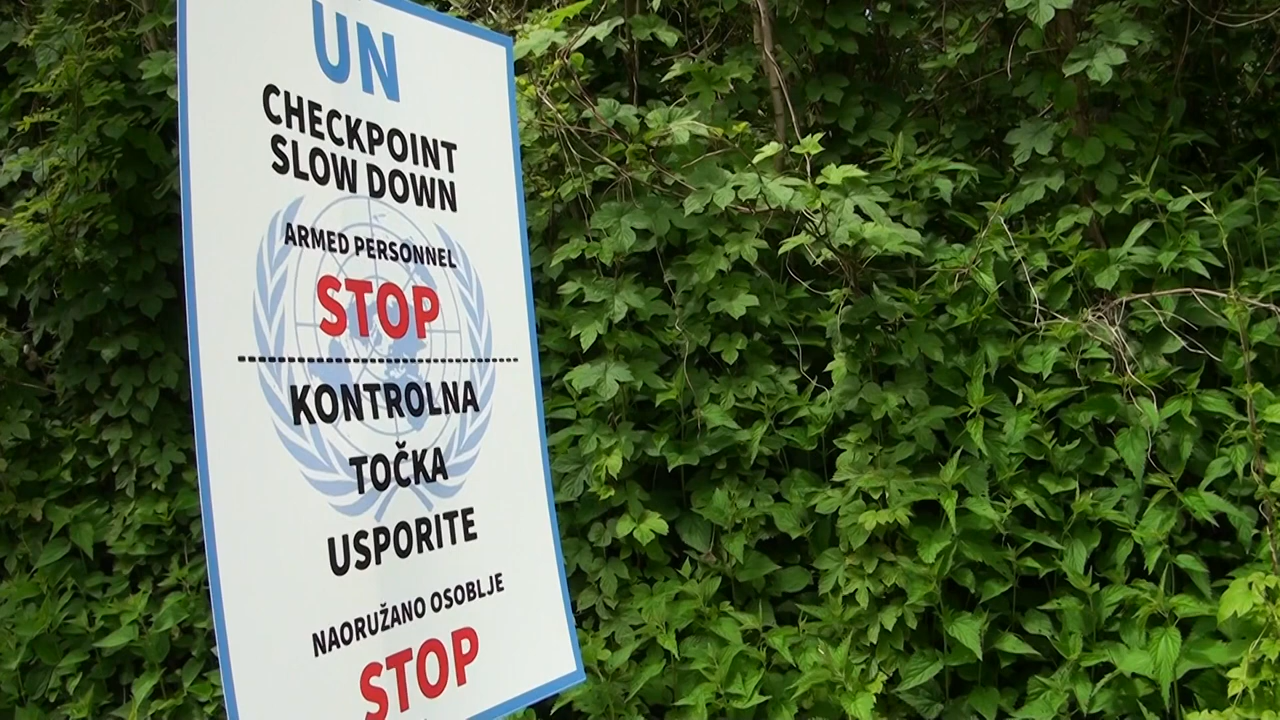 UN
CHECKPOINT
SLOW DOWN
ARMED PERSONNEL
STOP
KONTROLNA
TOČKA
USPORITE
NAORUŽANO OSOBLJE
STOP